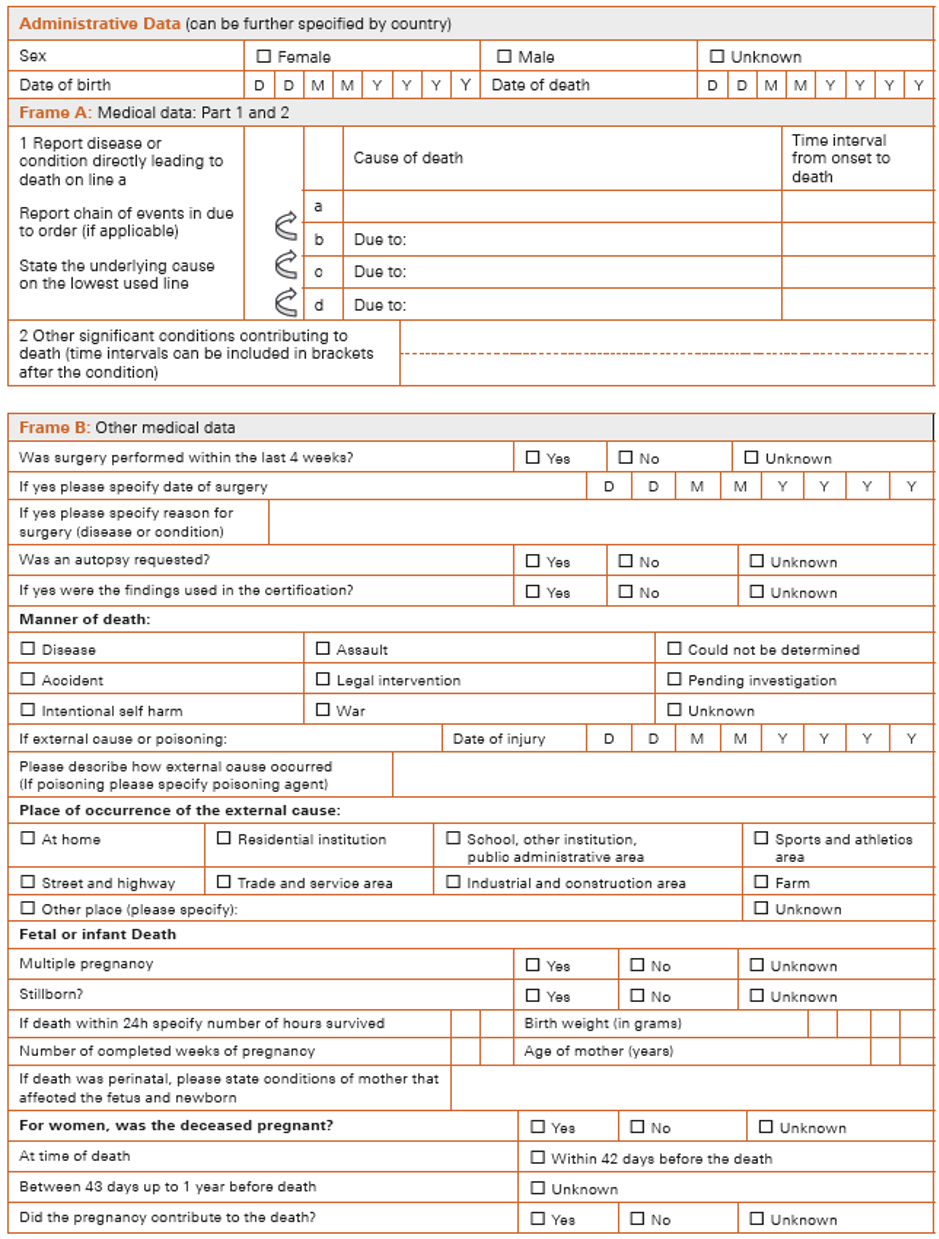 Administrative Data (can be further specified by country)
Sex ☐ Female ☐ Male ☐ Unknown
Date of birth D D M M Y Y Y Y Date of death D D M M Y Y Y Y
Frame A: Medical data: Part 1 and 2
1 Report disease or
condition directly leading to
death on line a
Report chain of events in due
to order (if applicable)
State the underlying cause
on the lowest used line
Cause of death
Time interval
from onset to
death
a
b Due to:
c Due to:
d Due to:
2 Other significant conditions contributing to
death (time intervals can be included in brackets
after the condition)
Frame B: Other medical data
Was surgery performed within the last 4 weeks? ☐ Yes ☐ No ☐ Unknown
If yes please specify date of surgery D D M M Y Y Y Y
If yes please specify reason for
surgery (disease or condition)
Was an autopsy requested? ☐ Yes ☐ No ☐ Unknown
If yes were the findings used in the certification? ☐ Yes ☐ No ☐ Unknown
Manner of death:
☐ Disease ☐ Assault ☐ Could not be determined
☐ Accident ☐ Legal intervention ☐ Pending investigation
☐ Intentional self harm ☐ War ☐ Unknown
If external cause or poisoning: Date of injury D D M M Y Y Y Y
Please describe how external cause occurred
(If poisoning please specify poisoning agent)
Place of occurrence of the external cause:
☐ At home ☐ Residential institution ☐ School, other institution,
public administrative area
☐ Sports and athletics
area
☐ Street and highway ☐ Trade and service area ☐ Industrial and construction area ☐ Farm
☐ Other place (please specify): ☐ Unknown
Fetal or infant Death
Multiple pregnancy ☐ Yes ☐ No ☐ Unknown
Stillborn? ☐ Yes ☐ No ☐ Unknown
If death within 24h specify number of hours survived Birth weight (in grams)
Number of completed weeks of pregnancy Age of mother (years)
If death was perinatal, please state conditions of mother that
affected the fetus and newborn
For women, was the deceased pregnant? ☐ Yes ☐ No ☐ Unknown
At time of death ☐ Within 42 days before the death
Between 43 days up to 1 year before death ☐ Unknown
Did the pregnancy contribute to the death? ☐ Yes ☐ No ☐ Unknown